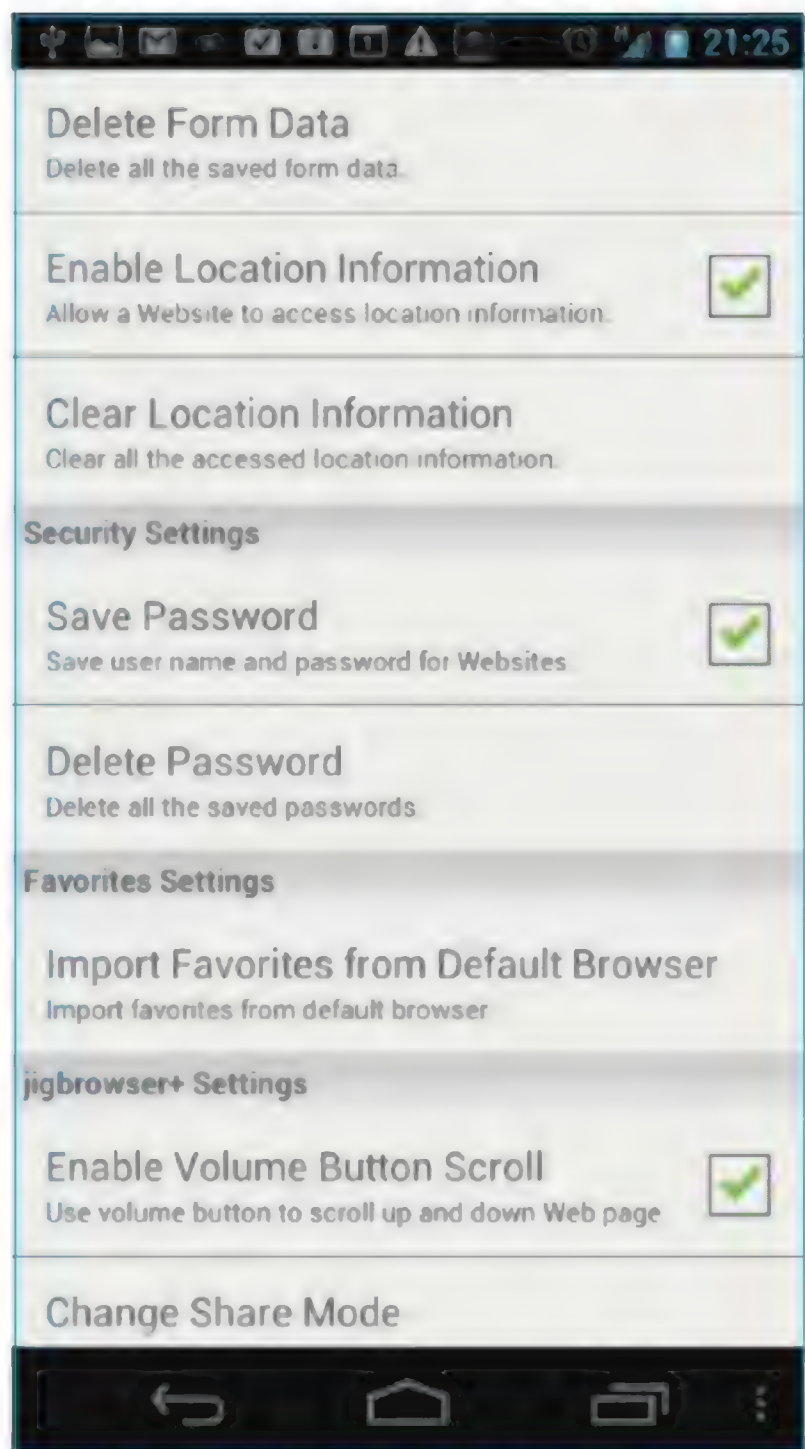 21:25
Delete Form Data
Delete all the saved form data.
Enable Location Information
Allow a Website to access location information.
Clear Location Information
Clear all the accessed location information.
Security Settings
Save Password
Save user name and password for Websites
Delete Password
Delete all the saved passwords
Favorites Settings
Import Favorites from Default Browser
Import favorites from default browser
jigbrowser+ Settings
Enable Volume Button Scroll
Use volume button to scroll up and down Web page
Change Share Mode